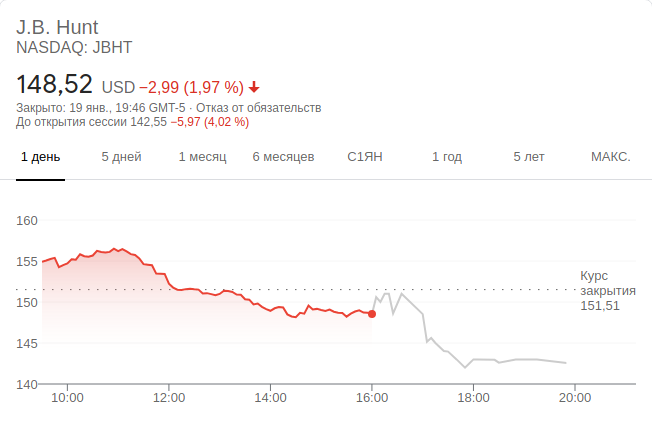 J.B. Hunt
NASDAQ: JBHT
148,52 USD −2,99 (1,97 %)
Закрыто: 19 янв., 19:46 GMT-5 · Отказ от обязательств
До открытия сессии 142,55 −5,97 (4,02 %)
1 день 5 дней 1 месяц 6 месяцев С1ЯН 1 год 5 лет МАКС.
160
155
Курс
закрытия
151,51
150
145
140
10:00 12:00 14:00 16:00 18:00 20:00